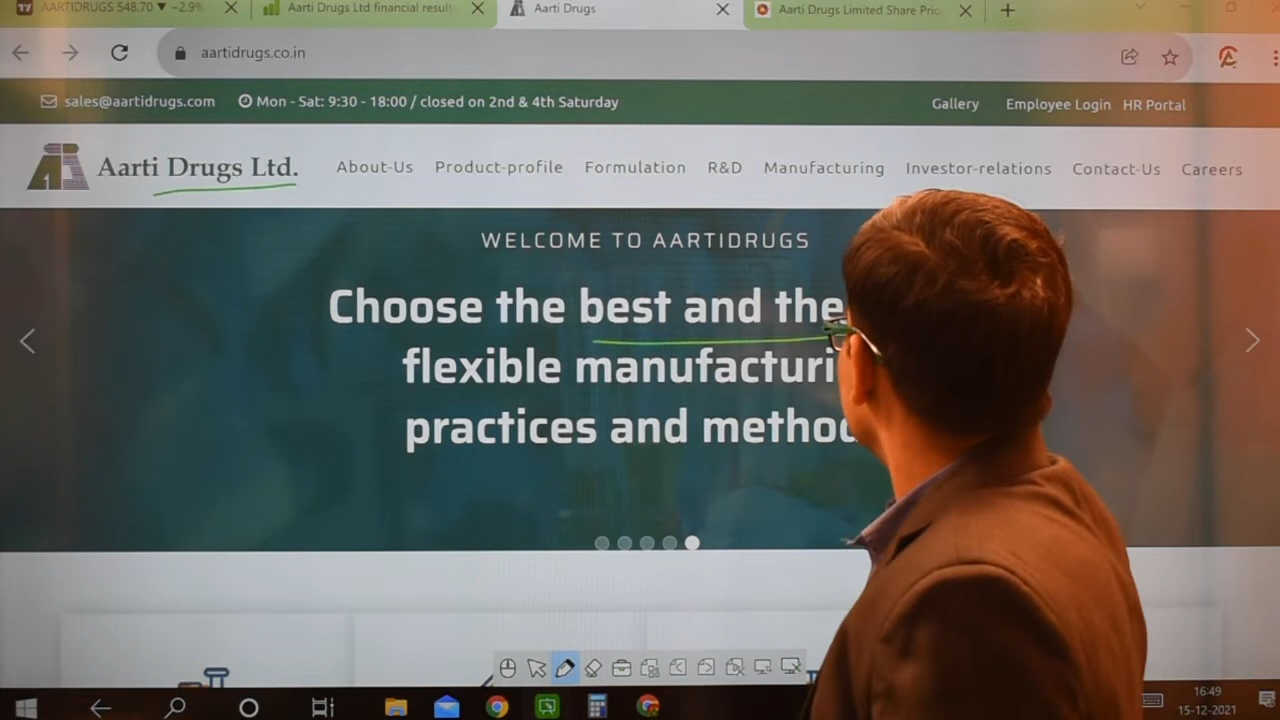 AARTIDRUGS 548.70 ▼ −2.9%
Aarti Drugs Ltd financial result
Aarti Drugs
Aarti Drugs Limited Share Pric
aartidrugs.co.in
sales@aartidrugs.com
Mon - Sat: 9:30 - 18:00 / closed on 2nd & 4th Saturday
Gallery
Employee Login
HR Portal
Aarti Drugs Ltd.
About-Us
Product-profile
Formulation
R&D
Manufacturing
Investor-relations
Contact-Us
Careers
WELCOME TO AARTIDRUGS
Choose the best and the
flexible manufacturi
practices and method
16:49
15-12-2021